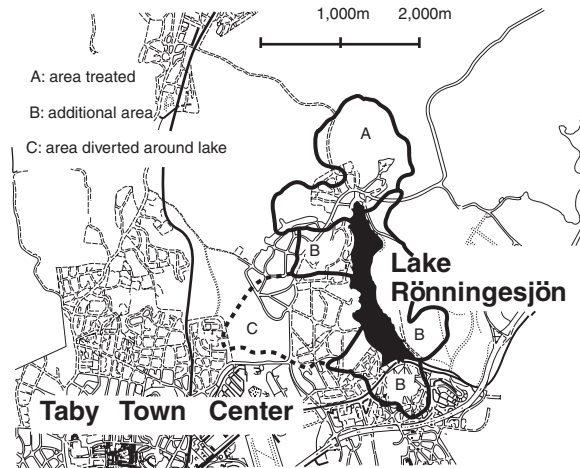 1,000m 2,000m
A: area treated
B: additional area
C: area diverted around lake
A
B
Lake
Rönningesjön
C
B
B
Taby Town Center